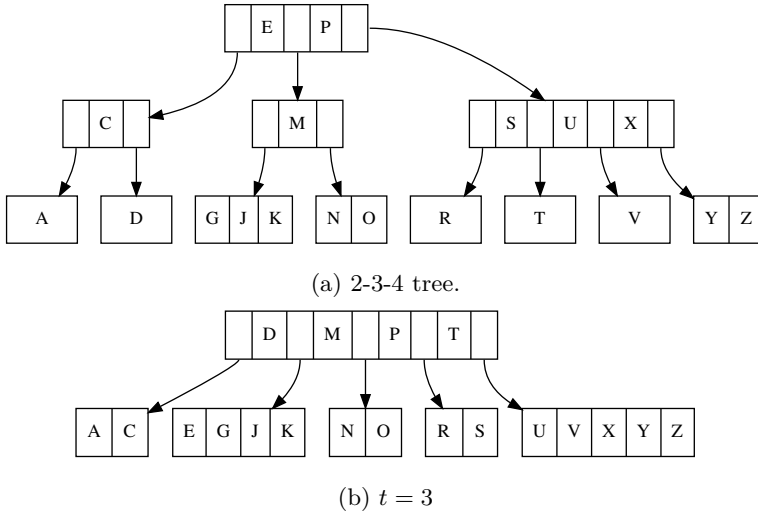 E P
C M S U X
A D G J K N O R T V Y Z
(a) 2-3-4 tree.
D M P T
A C E G J K N O R S U V X Y Z
(b) t = 3